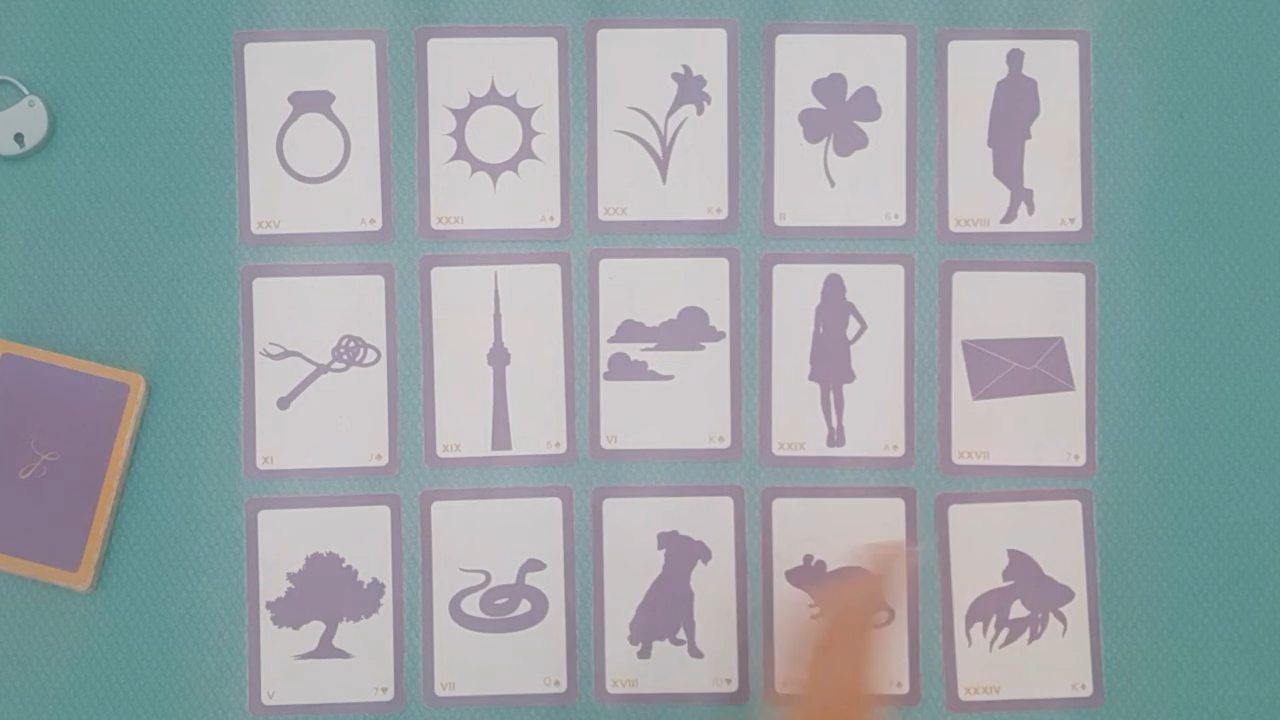 XXV A♣
XXXI A♦
XXX K♠
II 6♦
XXVIII A♥
XI J♣
XIX 6♠
VI K♣
XXIX A♠
XXVII 7♠
V 7♥
VII Q♣
XVIII 10♥
XXXIV K♦